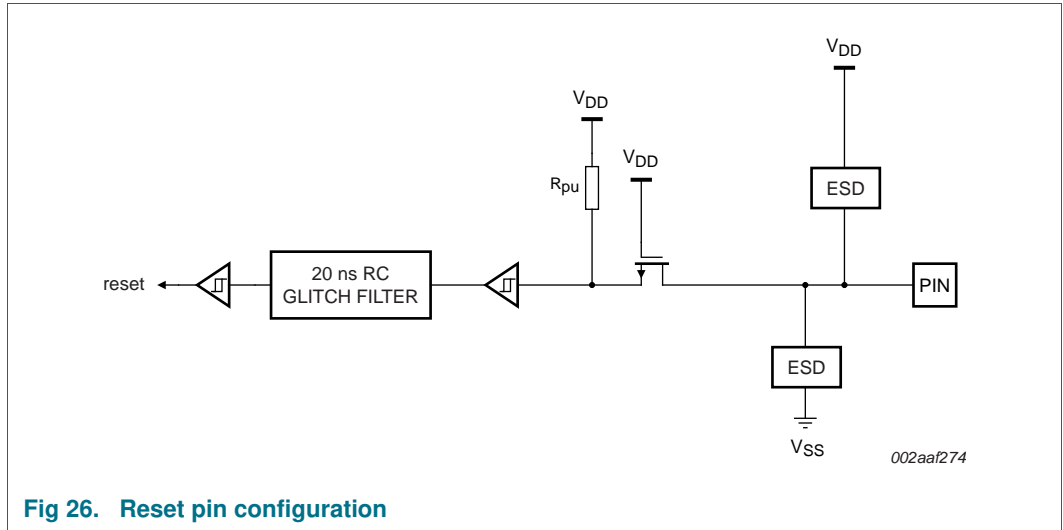 VDD
VDD
VDD
Rpu
ESD
reset
20 ns RC
GLITCH FILTER
PIN
ESD
VSS
002aaf274
Fig 26. Reset pin configuration